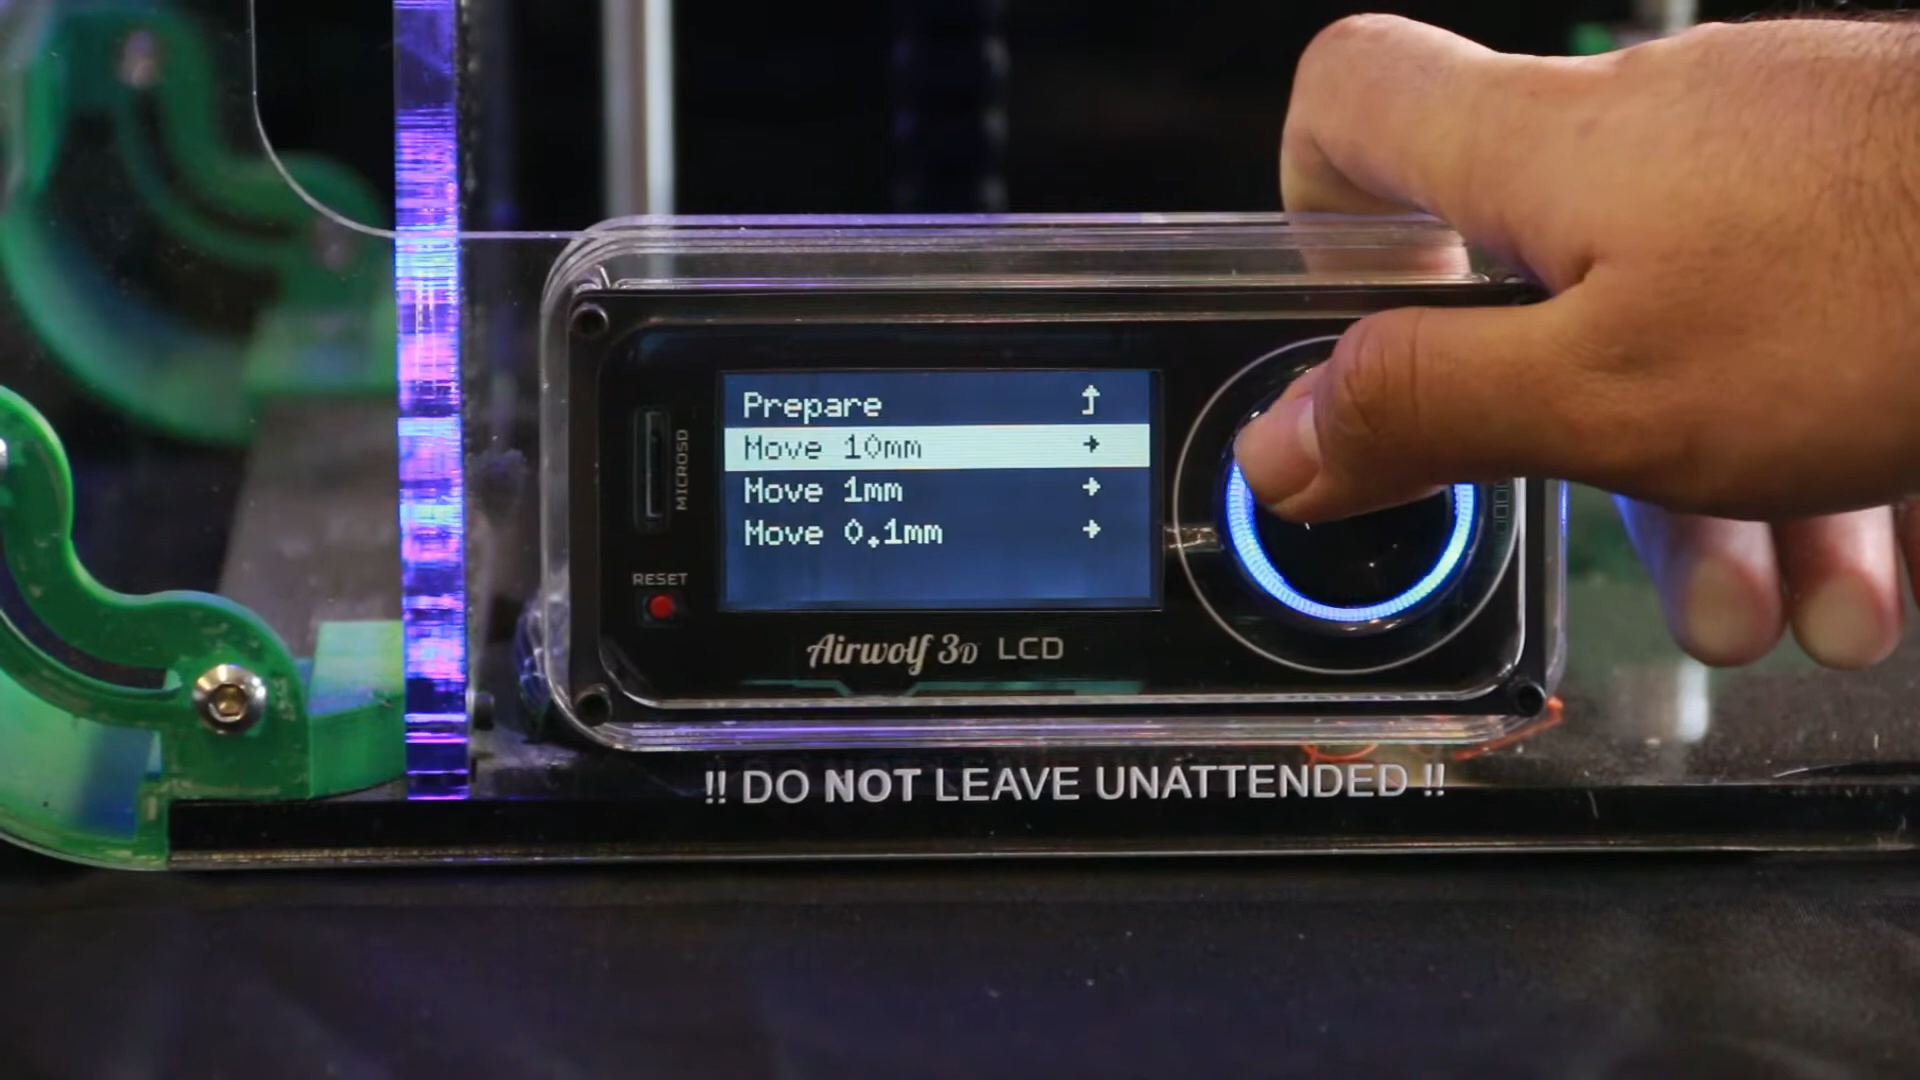 Prepare
Move 10mm
Move 1mm
Move 0.1mm
MICROSD
RESET
Airwolf 3D LCD
!! DO NOT LEAVE UNATTENDED !!